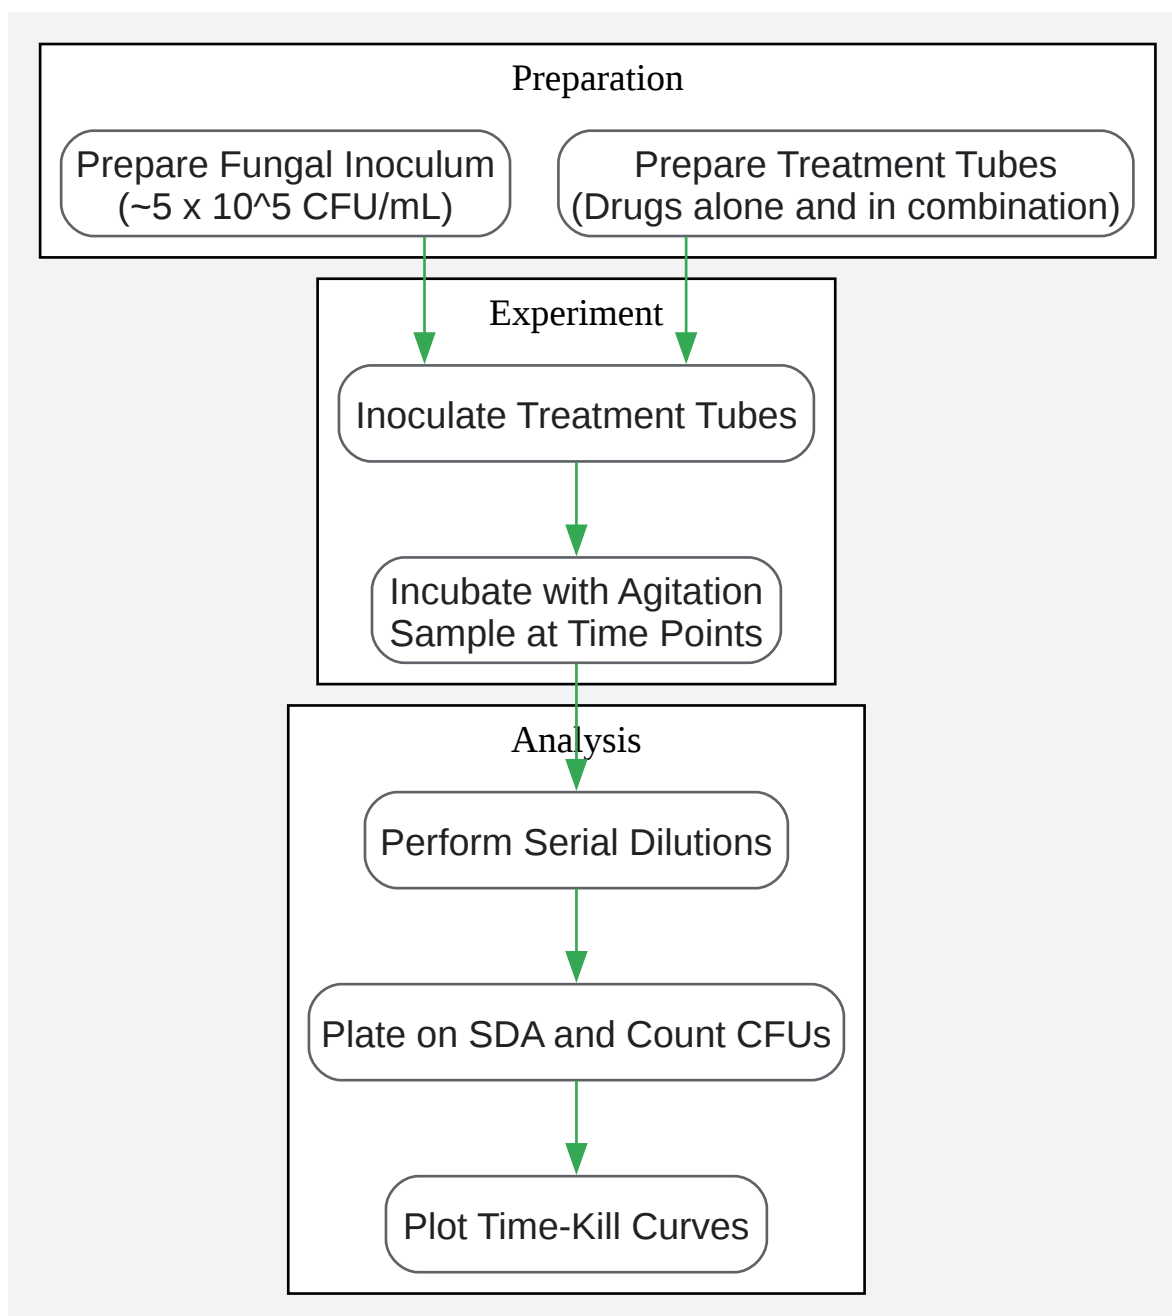 Preparation
Prepare Fungal Inoculum
(~5 x 10^5 CFU/mL)
Prepare Treatment Tubes
(Drugs alone and in combination)
Experiment
Inoculate Treatment Tubes
Incubate with Agitation
Sample at Time Points
Analysis
Perform Serial Dilutions
Plate on SDA and Count CFUs
Plot Time-Kill Curves